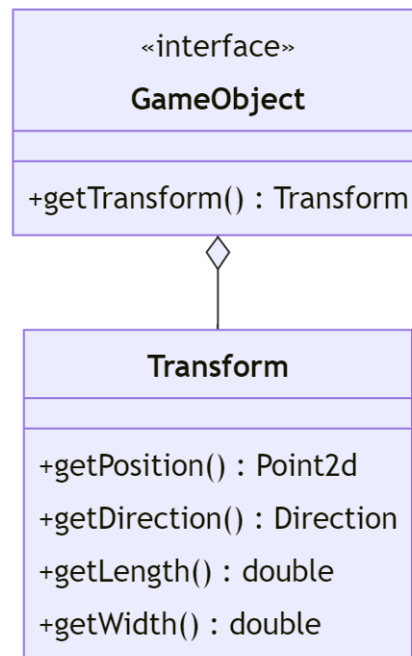 «interface»
GameObject
+getTransform() : Transform
Transform
+getPosition() : Point2d
+getDirection() : Direction
+getLength() : double
+getWidth() : double